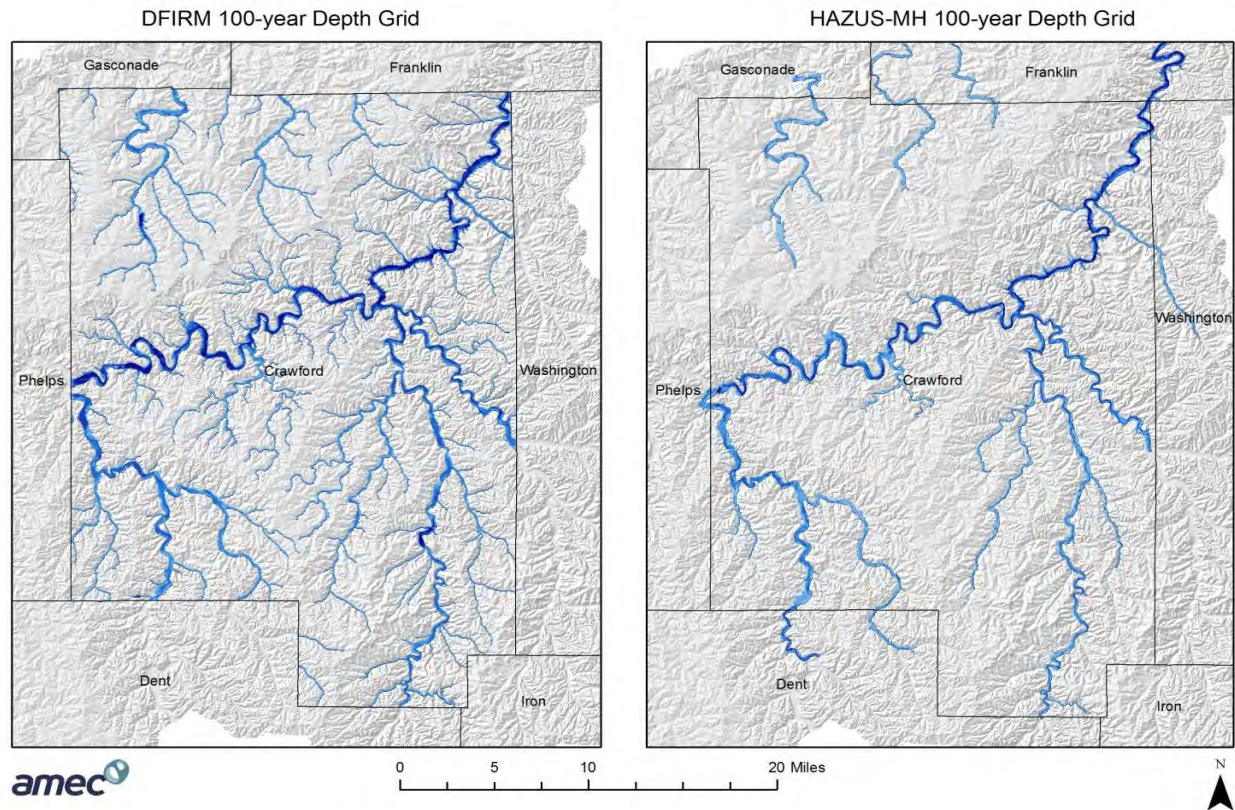 DFIRM 100-year Depth Grid
HAZUS-MH 100-year Depth Grid
Gasconade
Franklin
Phelps
Crawford
Washington
Dent
Iron
Gasconade
Franklin
Phelps
Crawford
Washington
Dent
Iron
amec
0 5 10 20 Miles
N